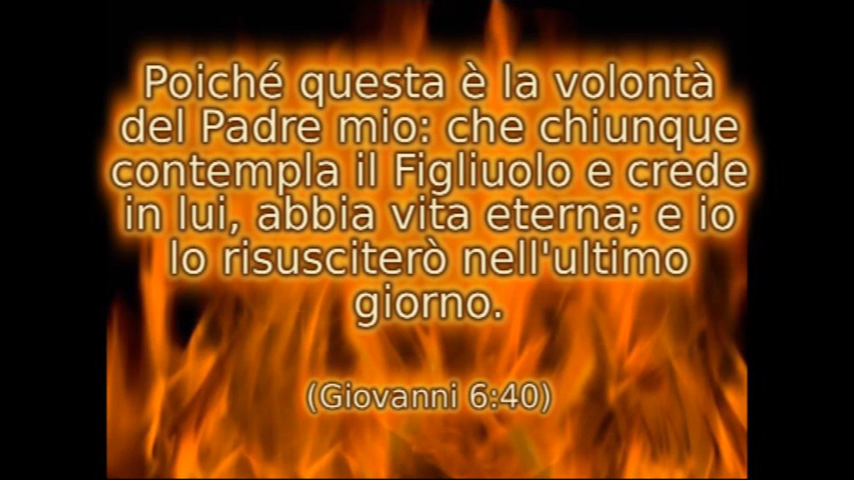 Poiché questa è la volontà
del Padre mio: che chiunque
contempla il Figliuolo e crede
in lui, abbia vita eterna; e io
lo risusciterò nell'ultimo
giorno.
(Giovanni 6:40)